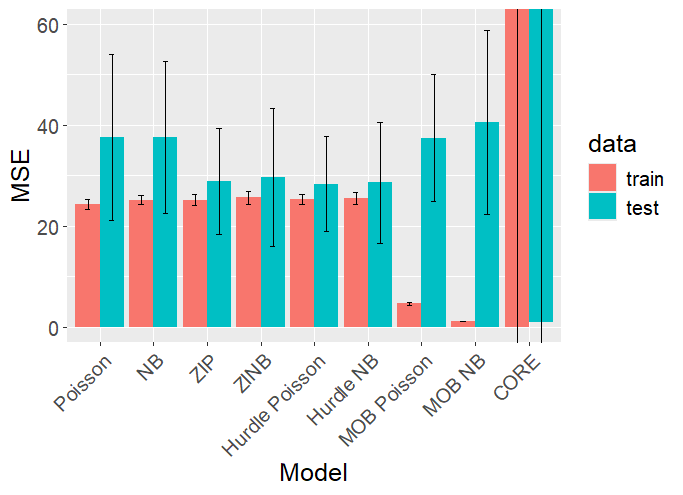 60
40
20
0
MSE
Poisson
NB
ZIP
ZINB
Hurdle Poisson
Hurdle NB
MOB Poisson
MOB NB
CORE
Model
data
train
test